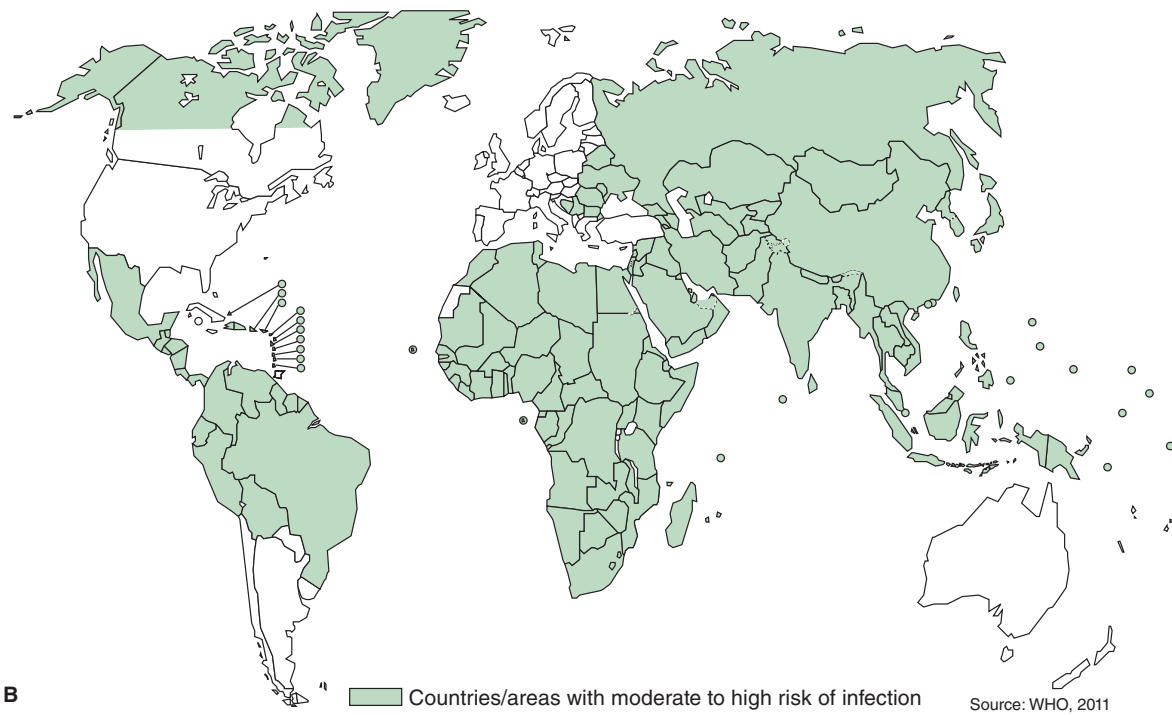 B
Countries/areas with moderate to high risk of infection
Source: WHO, 2011